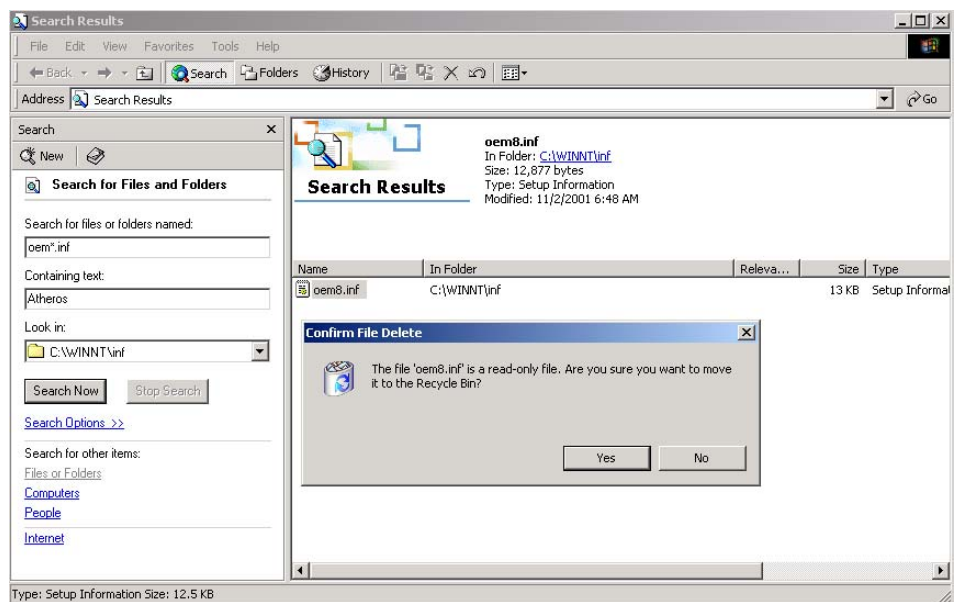 Search Results
File Edit View Favorites Tools Help
Back Search Folders History
Address Search Results Go
Search
New
Search for Files and Folders
Search for files or folders named:
oem*.inf
Containing text:
Atheros
Look in:
C:\WINNT\inf
Search Now Stop Search
Search Options >>
Search for other items:
Files or Folders
Computers
People
Internet
Search Results
oem8.inf
In Folder: C:\WINNT\inf
Size: 12,877 bytes
Type: Setup Information
Modified: 11/2/2001 6:48 AM
Name In Folder Releva... Size Type
oem8.inf C:\WINNT\inf 13 KB Setup Informat
Confirm File Delete
The file 'oem8.inf' is a read-only file. Are you sure you want to move
it to the Recycle Bin?
Yes No
Type: Setup Information Size: 12.5 KB